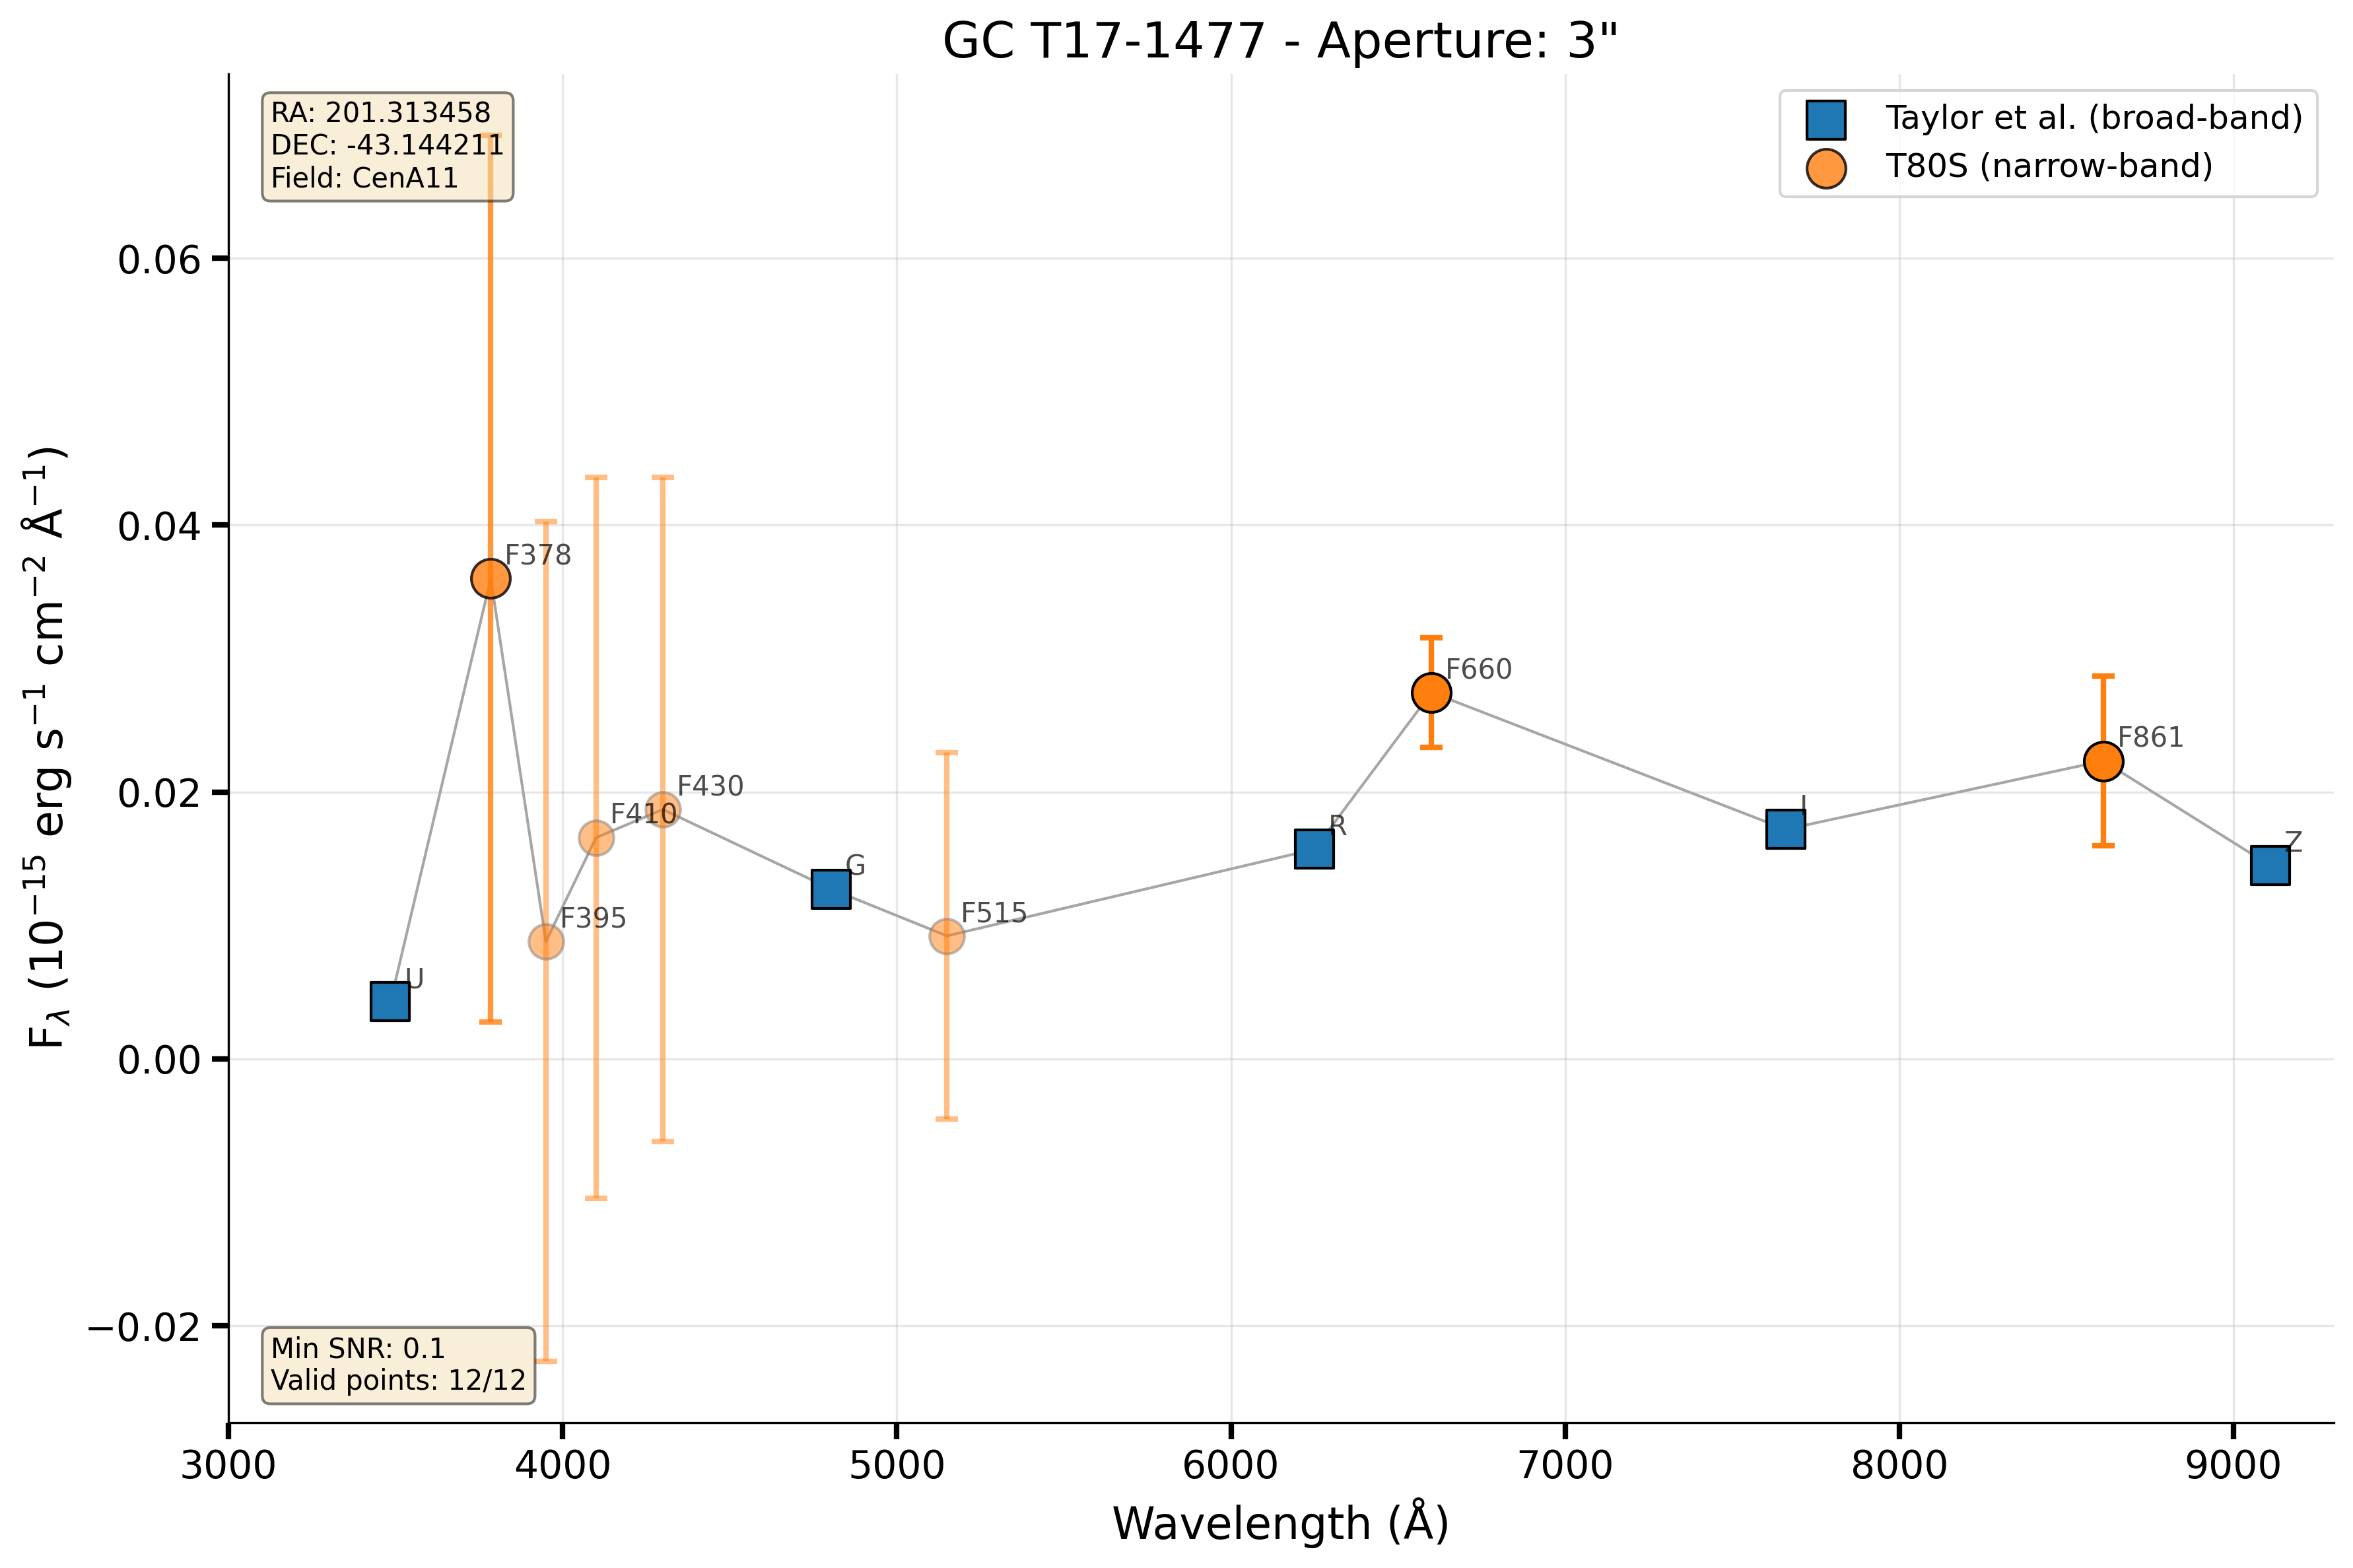 GC T17-1477 - Aperture: 3"
RA: 201.313458
DEC: -43.144211
Field: CenA11
Taylor et al. (broad-band)
T80S (narrow-band)
0.06
0.04
0.02
0.00
−0.02
F_λ (10⁻¹⁵ erg s⁻¹ cm⁻² Å⁻¹)
U
F378
F395
F410
F430
G
F515
R
F660
I
F861
Z
Min SNR: 0.1
Valid points: 12/12
3000 4000 5000 6000 7000 8000 9000
Wavelength (Å)